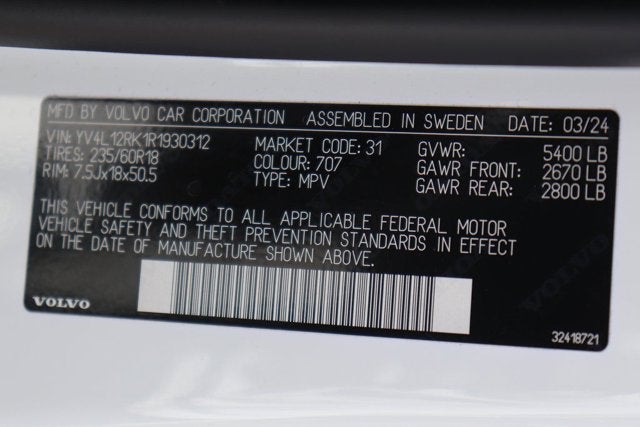 MFD BY VOLVO CAR CORPORATION ASSEMBLED IN SWEDEN DATE: 03/24
VIN: YV4L12RK1R1930312 MARKET CODE: 31 GVWR: 5400 LB
TIRES: 235/60R18 COLOUR: 707 GAWR FRONT: 2670 LB
RIM: 7.5Jx18x50.5 TYPE: MPV GAWR REAR: 2800 LB
THIS VEHICLE CONFORMS TO ALL APPLICABLE FEDERAL MOTOR
VEHICLE SAFETY AND THEFT PREVENTION STANDARDS IN EFFECT
ON THE DATE OF MANUFACTURE SHOWN ABOVE.
VOLVO
32418721